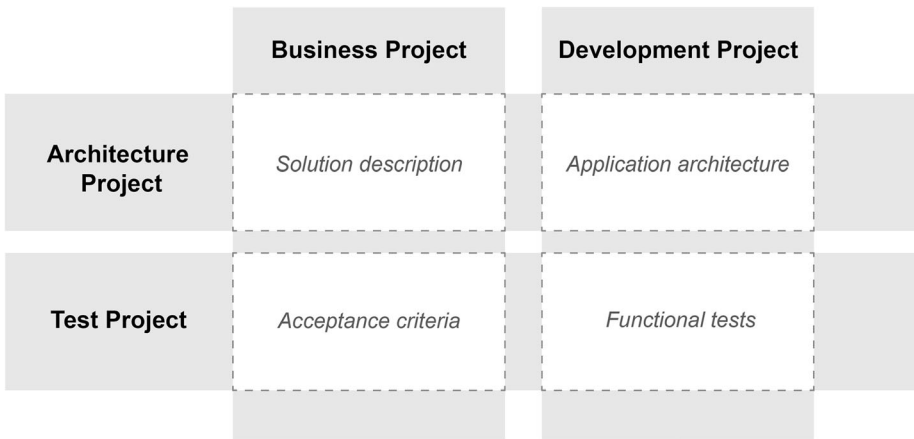 Business Project
Development Project
Architecture
Project
Solution description
Application architecture
Test Project
Acceptance criteria
Functional tests